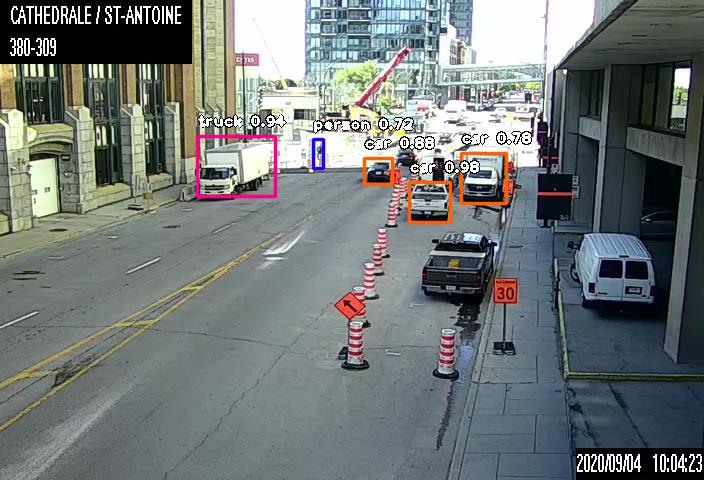 CATHEDRALE / ST-ANTOINE
380-309
truck 0.94
person 0.72
car 0.88
car 0.78
car 0.98
MAXIMUM
30
2020/09/04 10:04:23